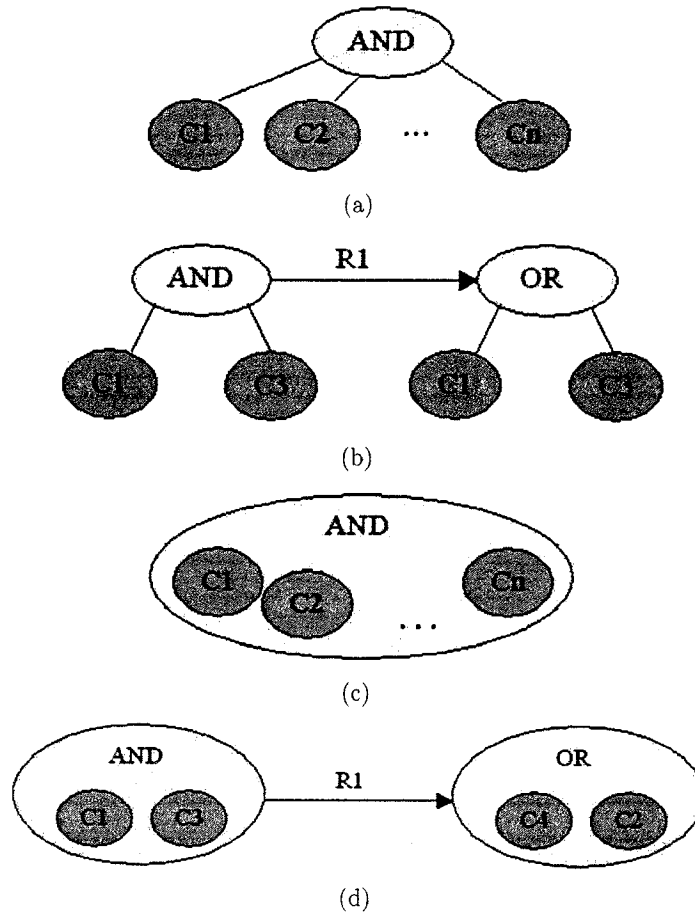 AND
C1 C2 ... Cn
(a)
AND R1 OR
C1 C3 C1 C3
(b)
AND
C1 C2 ... Cn
(c)
AND R1 OR
C1 C3 C4 C2
(d)